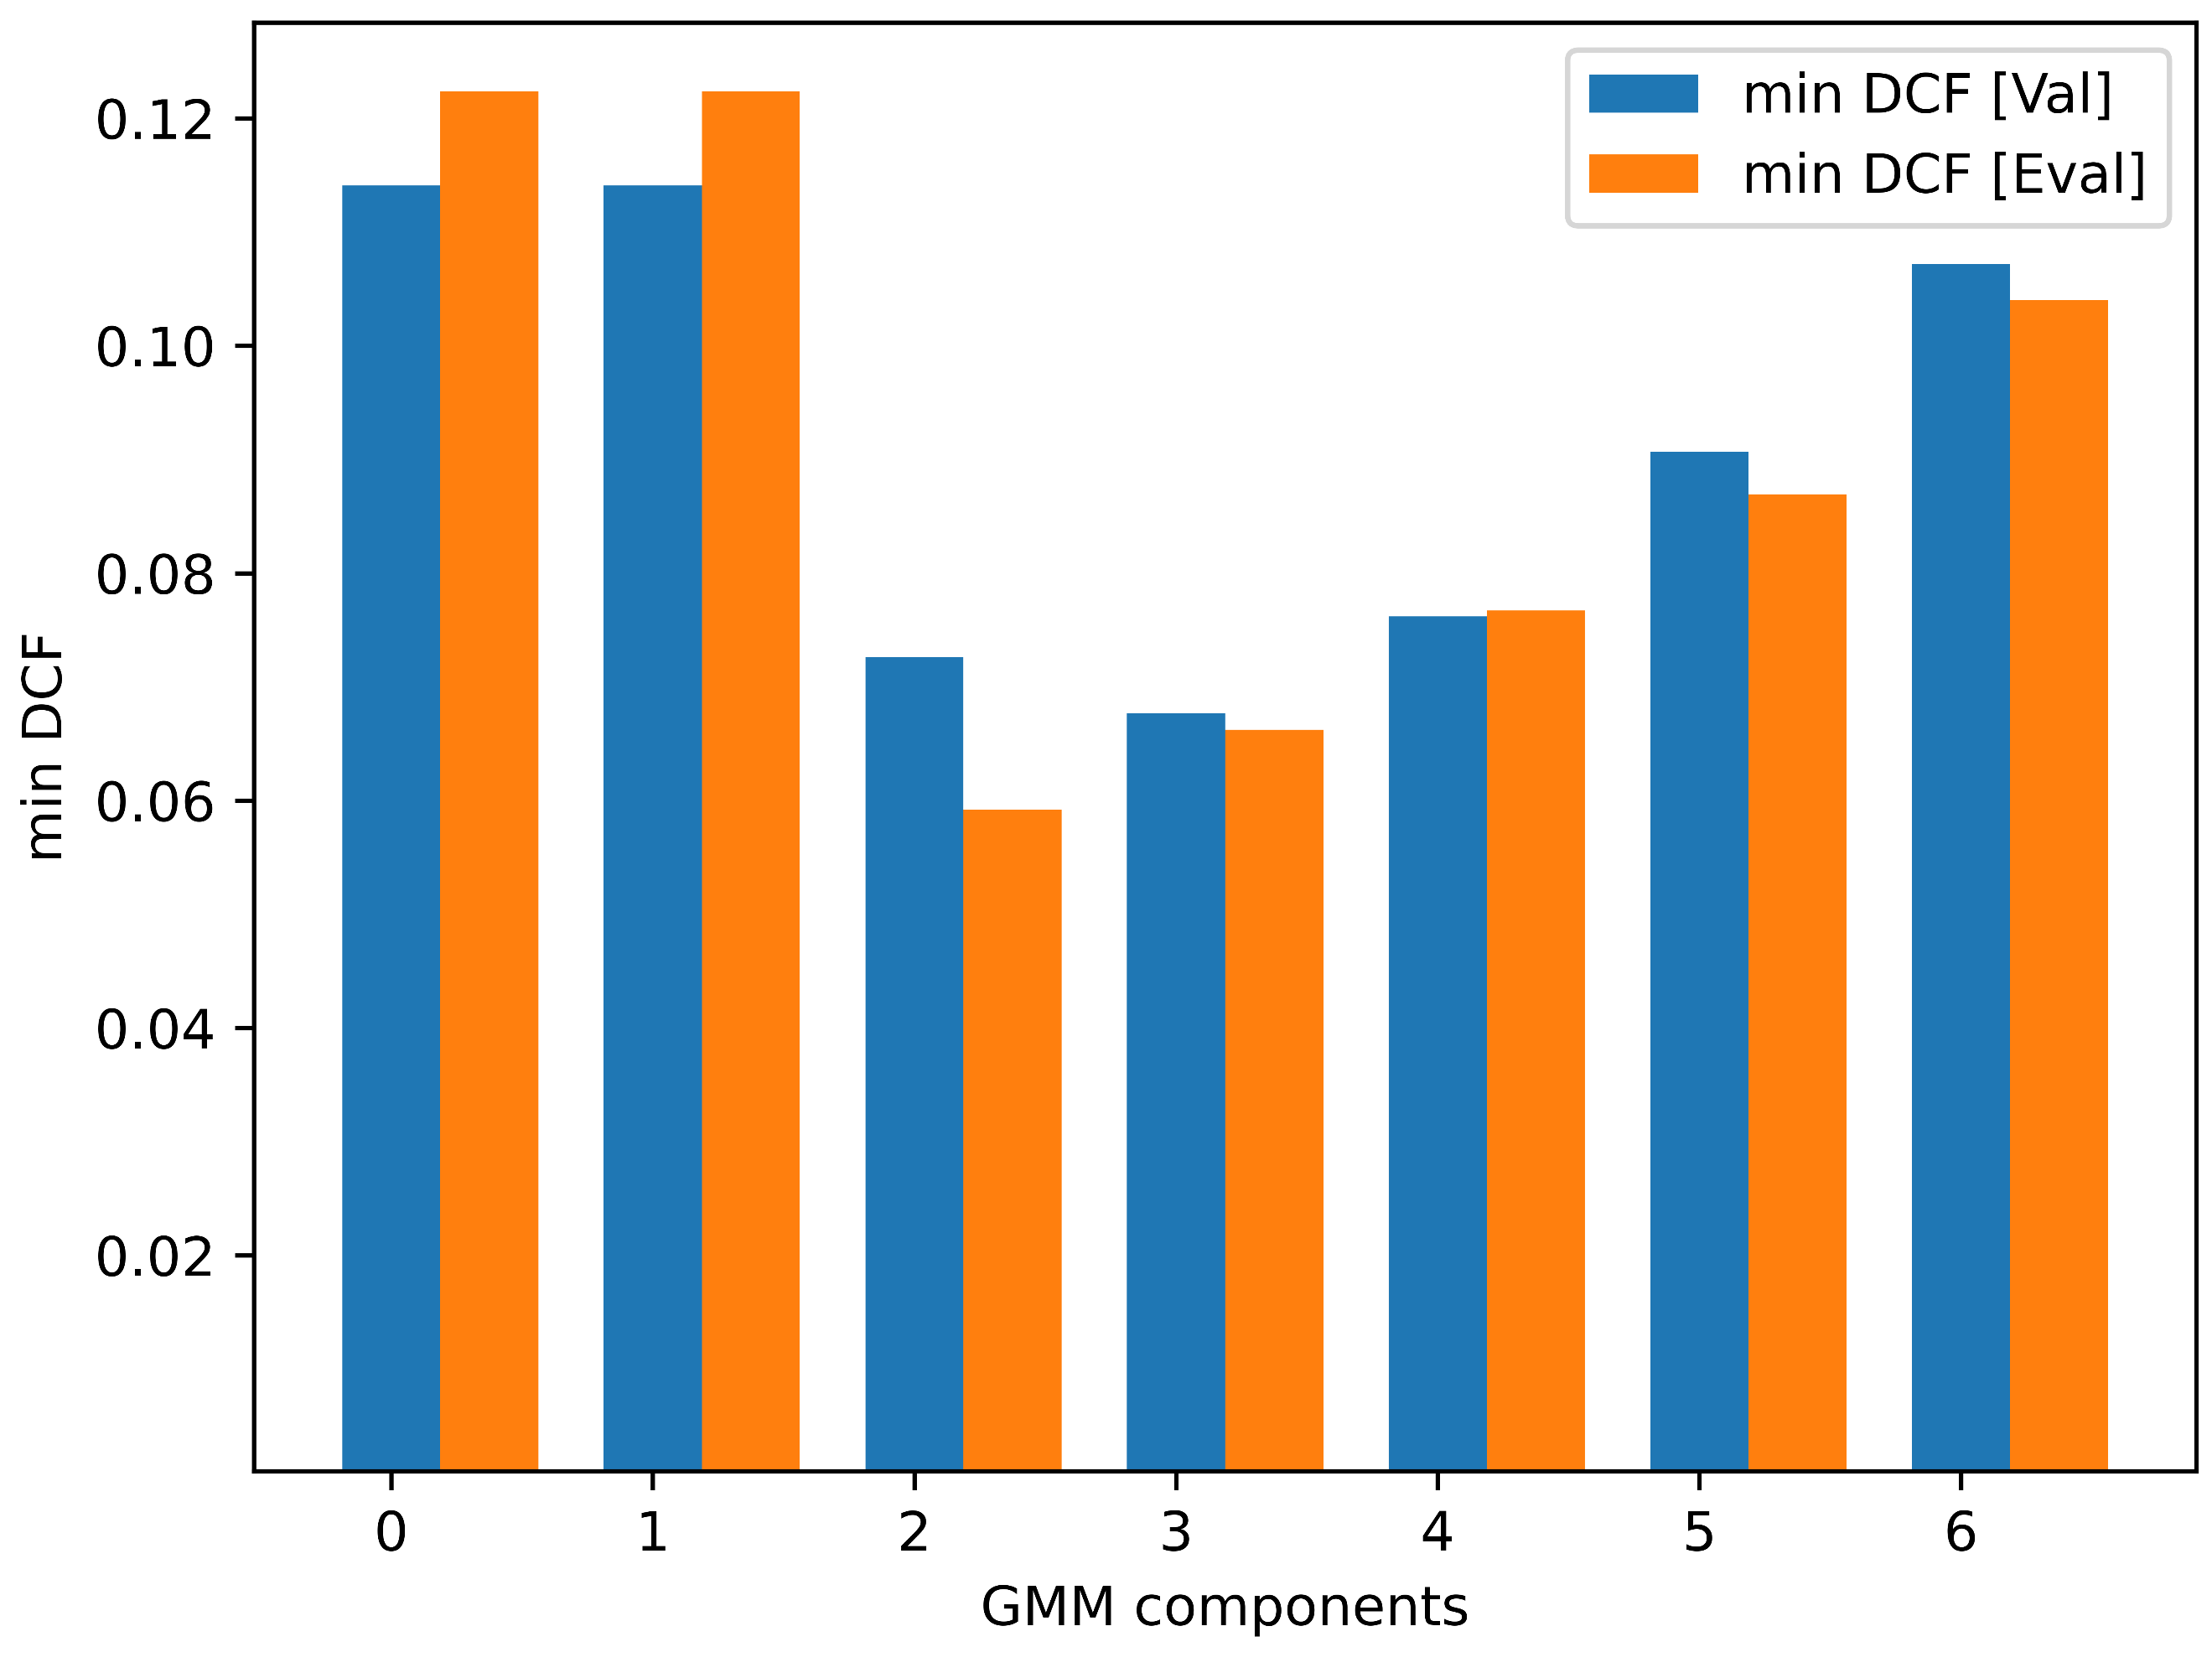 min DCF [Val]
min DCF [Eval]
0.12
0.10
0.08
0.06
0.04
0.02
min DCF
0 1 2 3 4 5 6
GMM components